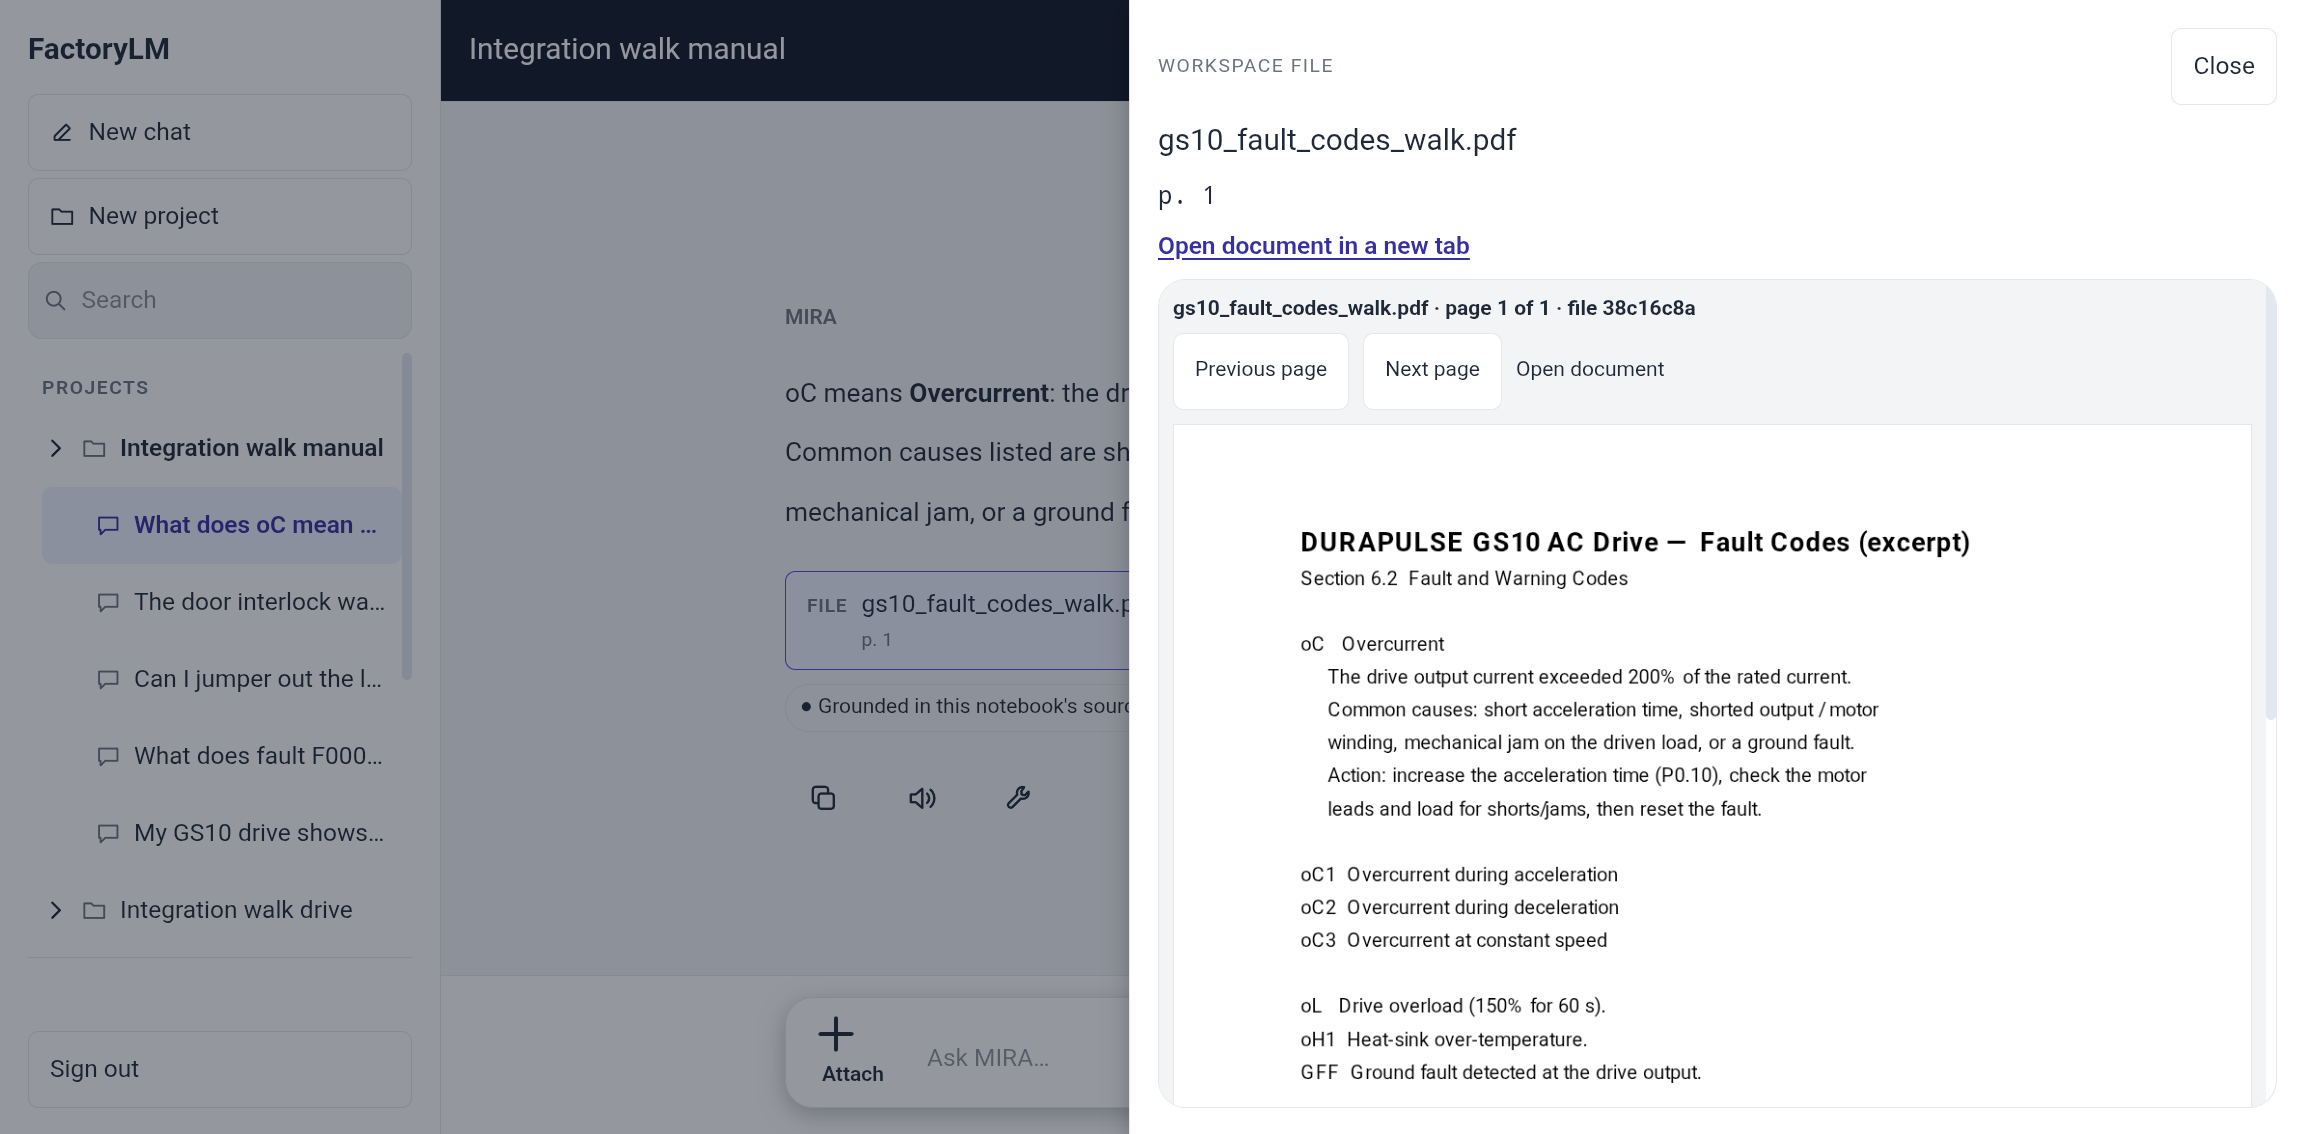 FactoryLM
New chat
New project
Search
PROJECTS
Integration walk manual
What does oC mean ...
The door interlock wa...
Can I jumper out the l...
What does fault F000...
My GS10 drive shows...
Integration walk drive
Sign out
Integration walk manual
MIRA
oC means Overcurrent: the dr
Common causes listed are sh
mechanical jam, or a ground f
FILE gs10_fault_codes_walk.p
p. 1
Grounded in this notebook's sourc
Attach
Ask MIRA...
WORKSPACE FILE
Close
gs10_fault_codes_walk.pdf
p. 1
Open document in a new tab
gs10_fault_codes_walk.pdf · page 1 of 1 · file 38c16c8a
Previous page Next page Open document
DURAPULSE GS10 AC Drive — Fault Codes (excerpt)
Section 6.2 Fault and Warning Codes
oC Overcurrent
The drive output current exceeded 200% of the rated current.
Common causes: short acceleration time, shorted output / motor
winding, mechanical jam on the driven load, or a ground fault.
Action: increase the acceleration time (P0.10), check the motor
leads and load for shorts/jams, then reset the fault.
oC1 Overcurrent during acceleration
oC2 Overcurrent during deceleration
oC3 Overcurrent at constant speed
oL Drive overload (150% for 60 s).
oH1 Heat-sink over-temperature.
GFF Ground fault detected at the drive output.